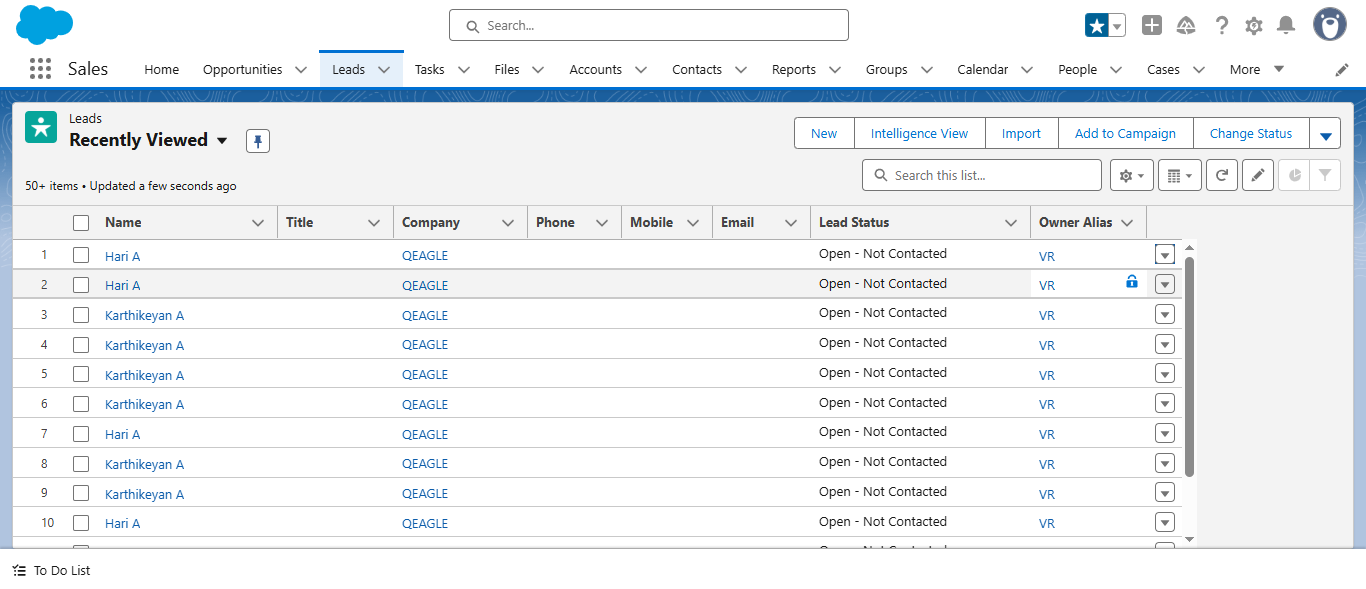 Search...
Sales Home Opportunities Leads Tasks Files Accounts Contacts Reports Groups Calendar People Cases More
Leads
Recently Viewed
New Intelligence View Import Add to Campaign Change Status
50+ items • Updated a few seconds ago
Search this list...
Name Title Company Phone Mobile Email Lead Status Owner Alias
1 Hari A QEAGLE Open - Not Contacted VR
2 Hari A QEAGLE Open - Not Contacted VR
3 Karthikeyan A QEAGLE Open - Not Contacted VR
4 Karthikeyan A QEAGLE Open - Not Contacted VR
5 Karthikeyan A QEAGLE Open - Not Contacted VR
6 Karthikeyan A QEAGLE Open - Not Contacted VR
7 Hari A QEAGLE Open - Not Contacted VR
8 Karthikeyan A QEAGLE Open - Not Contacted VR
9 Karthikeyan A QEAGLE Open - Not Contacted VR
10 Hari A QEAGLE Open - Not Contacted VR
To Do List